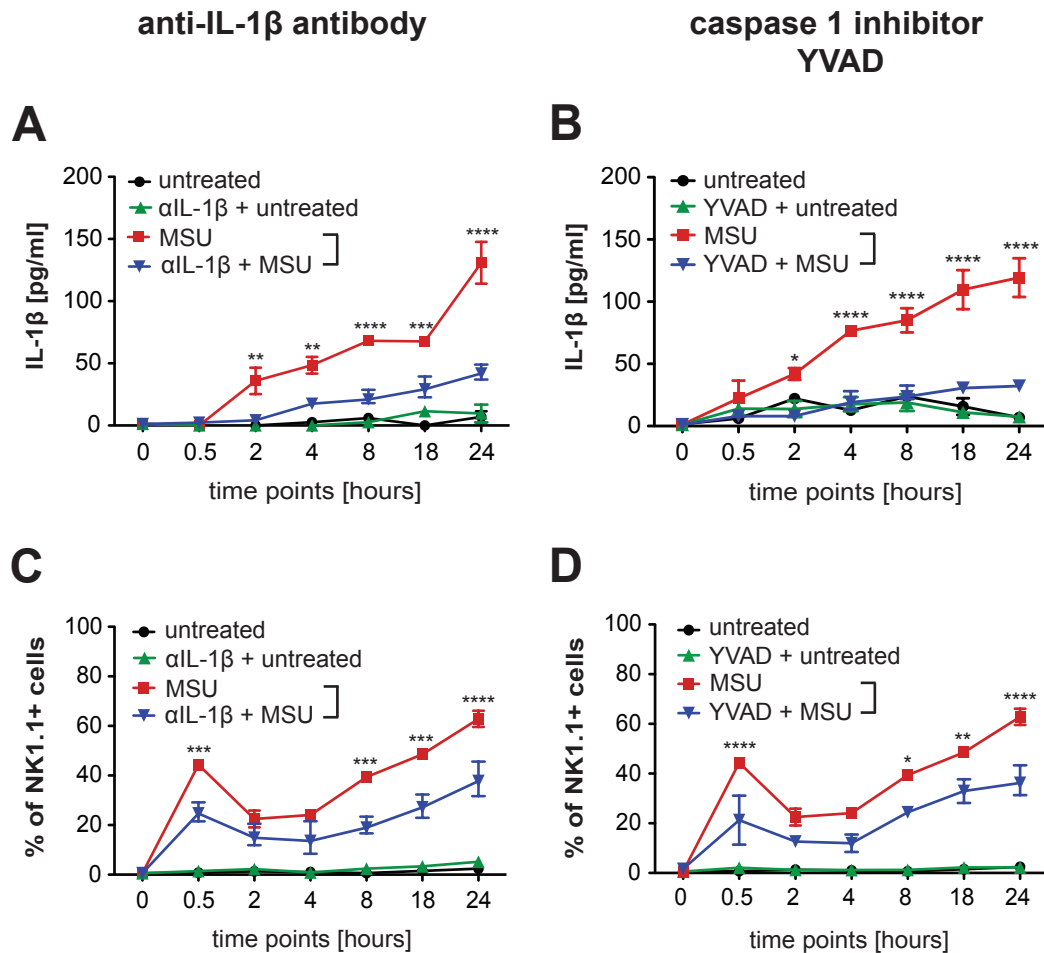 anti-IL-1β antibody
caspase 1 inhibitor
YVAD
A
IL-1β [pg/ml]
200
150
100
50
0
untreated
αIL-1β + untreated
MSU
αIL-1β + MSU
**
**
****
***
****
0 0.5 2 4 8 18 24
time points [hours]
B
IL-1β [pg/ml]
200
150
100
50
0
untreated
YVAD + untreated
MSU
YVAD + MSU
*
****
****
****
****
0 0.5 2 4 8 18 24
time points [hours]
C
% of NK1.1+ cells
100
80
60
40
20
0
untreated
αIL-1β + untreated
MSU
αIL-1β + MSU
***
***
***
****
0 0.5 2 4 8 18 24
time points [hours]
D
% of NK1.1+ cells
100
80
60
40
20
0
untreated
YVAD + untreated
MSU
YVAD + MSU
****
*
**
****
0 0.5 2 4 8 18 24
time points [hours]